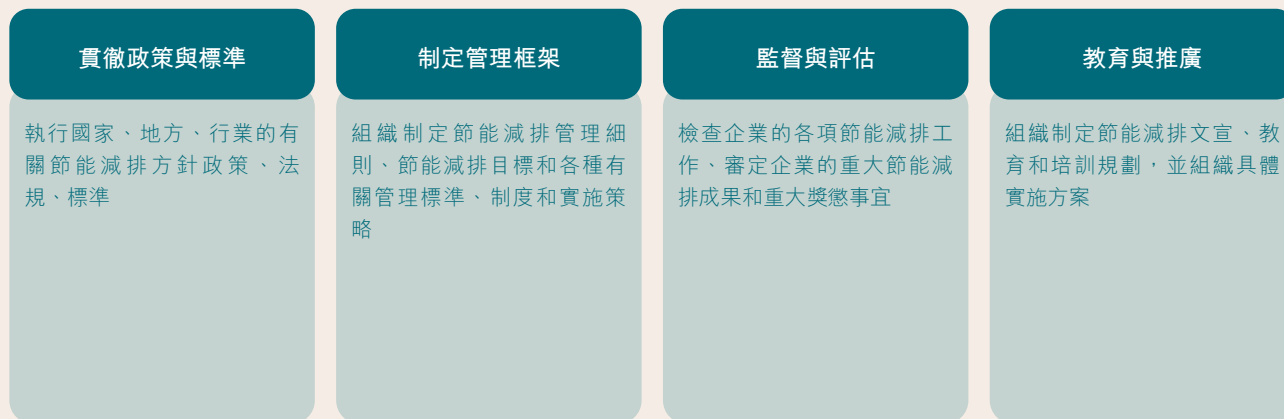 貫徹政策與標準
執行國家、地方、行業的有
關節能減排方針政策、法
規、標準
制定管理框架
組織制定節能減排管理細
則、節能減排目標和各種有
關管理標準、制度和實施策
略
監督與評估
檢查企業的各項節能減排工
作、審定企業的重大節能減
排成果和重大獎懲事宜
教育與推廣
組織制定節能減排文宣、教
育和培訓規劃，並組織具體
實施方案